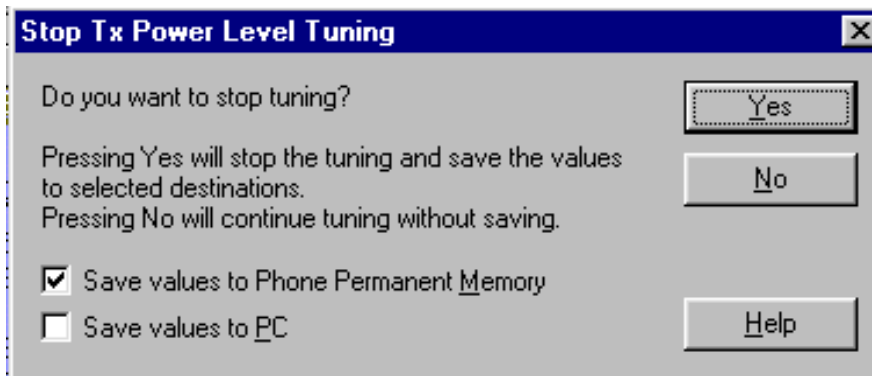 Stop Tx Power Level Tuning
Do you want to stop tuning?
Yes
Pressing Yes will stop the tuning and save the values
to selected destinations.
No
Pressing No will continue tuning without saving.
Save values to Phone Permanent Memory
Save values to PC
Help